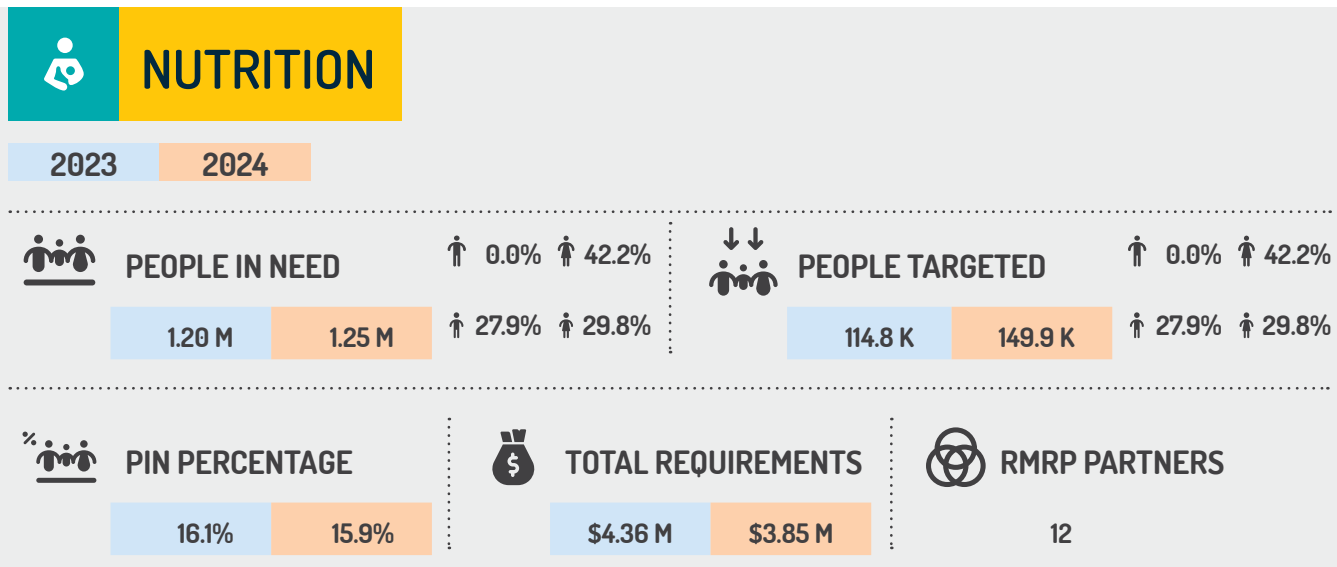 NUTRITION
2023 2024
PEOPLE IN NEED
0.0% 42.2%
1.20 M 1.25 M
27.9% 29.8%
PEOPLE TARGETED
0.0% 42.2%
114.8 K 149.9 K
27.9% 29.8%
% PIN PERCENTAGE
16.1% 15.9%
$ TOTAL REQUIREMENTS
$4.36 M $3.85 M
RMRP PARTNERS
12